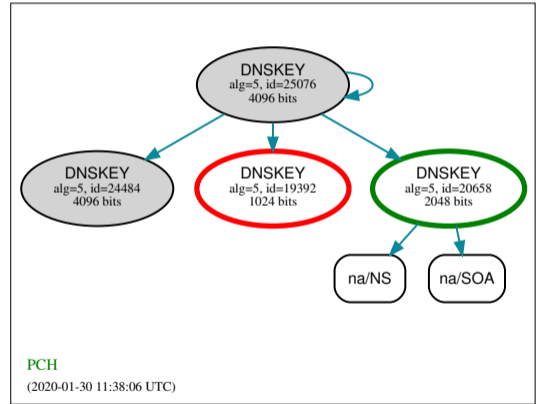 DNSKEY
alg=5, id=25076
4096 bits
DNSKEY
alg=5, id=24484
4096 bits
DNSKEY
alg=5, id=19392
1024 bits
DNSKEY
alg=5, id=20658
2048 bits
na/NS
na/SOA
PCH
(2020-01-30 11:38:06 UTC)